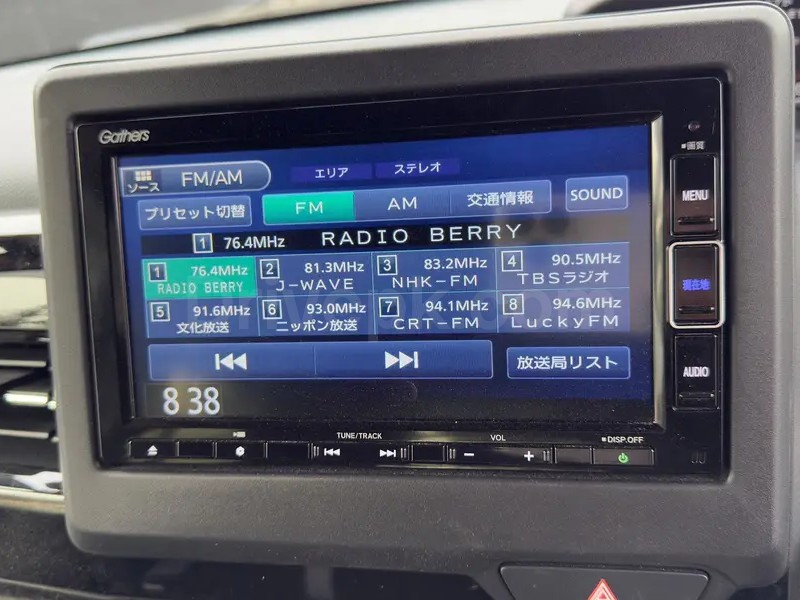 Gathers
■画質
ソース FM/AM エリア ステレオ
プリセット切替 FM AM 交通情報 SOUND
MENU
1 76.4MHz RADIO BERRY
1 76.4MHz RADIO BERRY
2 81.3MHz J-WAVE
3 83.2MHz NHK-FM
4 90.5MHz TBSラジオ
5 91.6MHz 文化放送
6 93.0MHz ニッポン放送
7 94.1MHz CRT-FM
8 94.6MHz LuckyFM
現在地
放送局リスト
AUDIO
8 38
TUNE/TRACK VOL ■DISP.OFF
− +